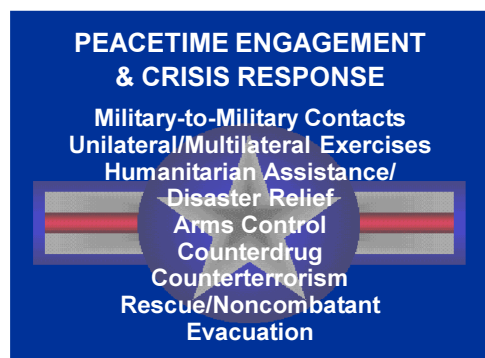 PEACETIME ENGAGEMENT
& CRISIS RESPONSE
Military-to-Military Contacts
Unilateral/Multilateral Exercises
Humanitarian Assistance/
Disaster Relief
Arms Control
Counterdrug
Counterterrorism
Rescue/Noncombatant
Evacuation